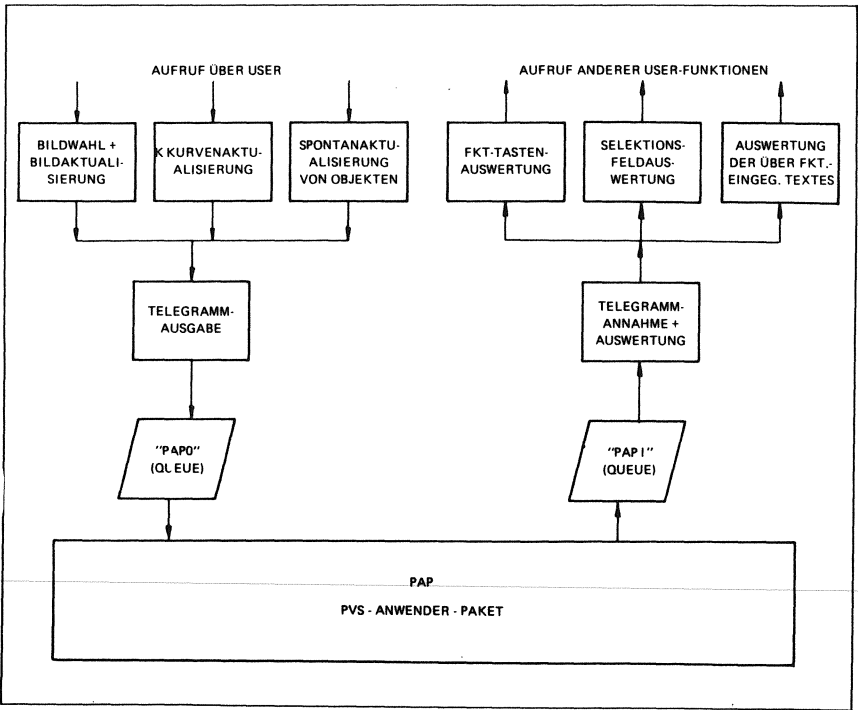 AUFRUF ÜBER USER
AUFRUF ANDERER USER-FUNKTIONEN
BILDWAHL +
BILDAKTUALI-
SIERUNG
K KURVENAKTU-
ALISIERUNG
SPONTANAKTU-
ALISIERUNG
VON OBJEKTEN
FKT-TASTEN-
AUSWERTUNG
SELEKTIONS-
FELDAUS-
WERTUNG
AUSWERTUNG
DER ÜBER FKT.-
EINGEG. TEXTES
TELEGRAMM-
AUSGABE
TELEGRAMM-
ANNAHME +
AUSWERTUNG
"PAPO"
(QUEUE)
"PAP I"
(QUEUE)
PAP
PVS - ANWENDER - PAKET